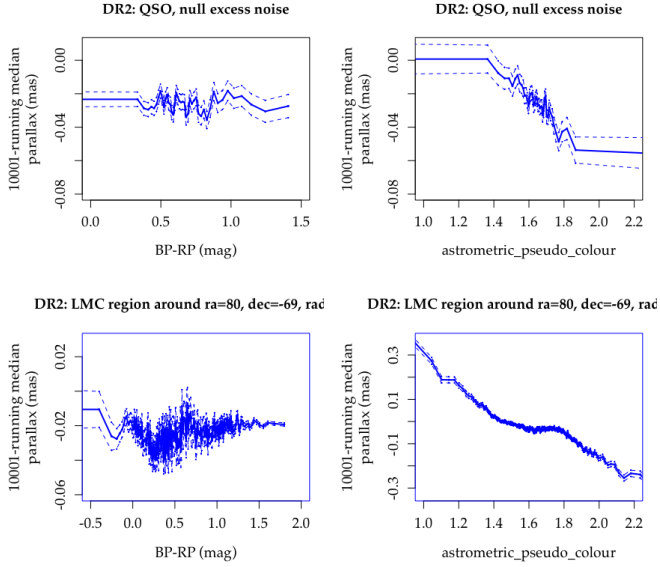 DR2: QSO, null excess noise
10001-running median
parallax (mas)
0.00
-0.04
-0.08
0.0
0.5
1.0
1.5
BP-RP (mag)
DR2: QSO, null excess noise
10001-running median
parallax (mas)
0.00
-0.04
-0.08
1.0
1.2
1.4
1.6
1.8
2.0
2.2
astrometric_pseudo_colour
DR2: LMC region around ra=80, dec=-69, rad
10001-running median
parallax (mas)
0.02
-0.02
-0.06
-0.5
0.0
0.5
1.0
1.5
2.0
BP-RP (mag)
DR2: LMC region around ra=80, dec=-69, rad
10001-running median
parallax (mas)
0.3
0.1
-0.1
-0.3
1.0
1.2
1.4
1.6
1.8
2.0
2.2
astrometric_pseudo_colour